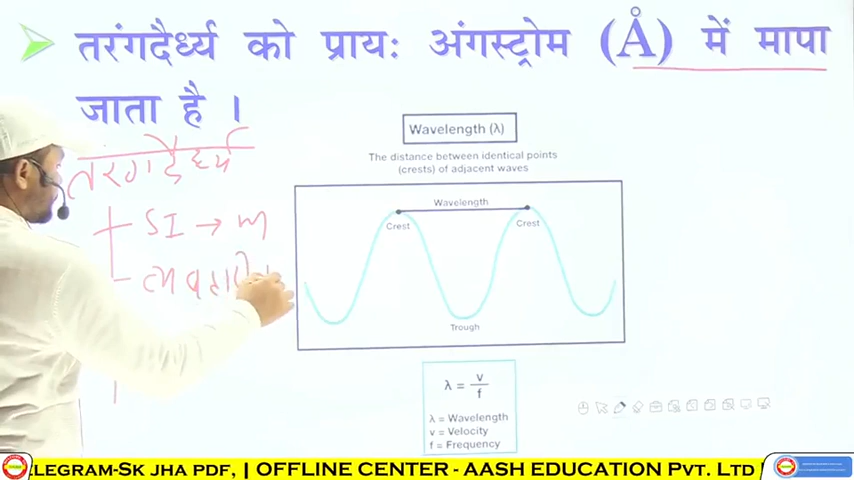 तरंगदैर्ध्य को प्रायः अंगस्ट्रोम (Å) में मापा
जाता है ।
तरंगदैर्ध्य
SI → m
Wavelength (λ)
The distance between identical points
(crests) of adjacent waves
Wavelength
Crest
Crest
Trough
λ = v/f
λ = Wavelength
v = Velocity
f = Frequency
ELEGRAM-SK JHA PDF, | OFFLINE CENTER - AASH EDUCATION PVT. LTD